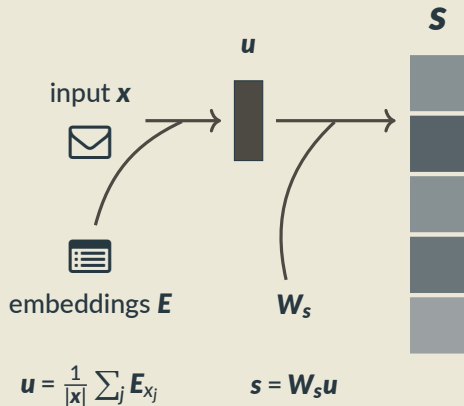 s
u
input x
embeddings E
W_s
u = 1/|x| ∑_j E_{x_j}
s = W_s u